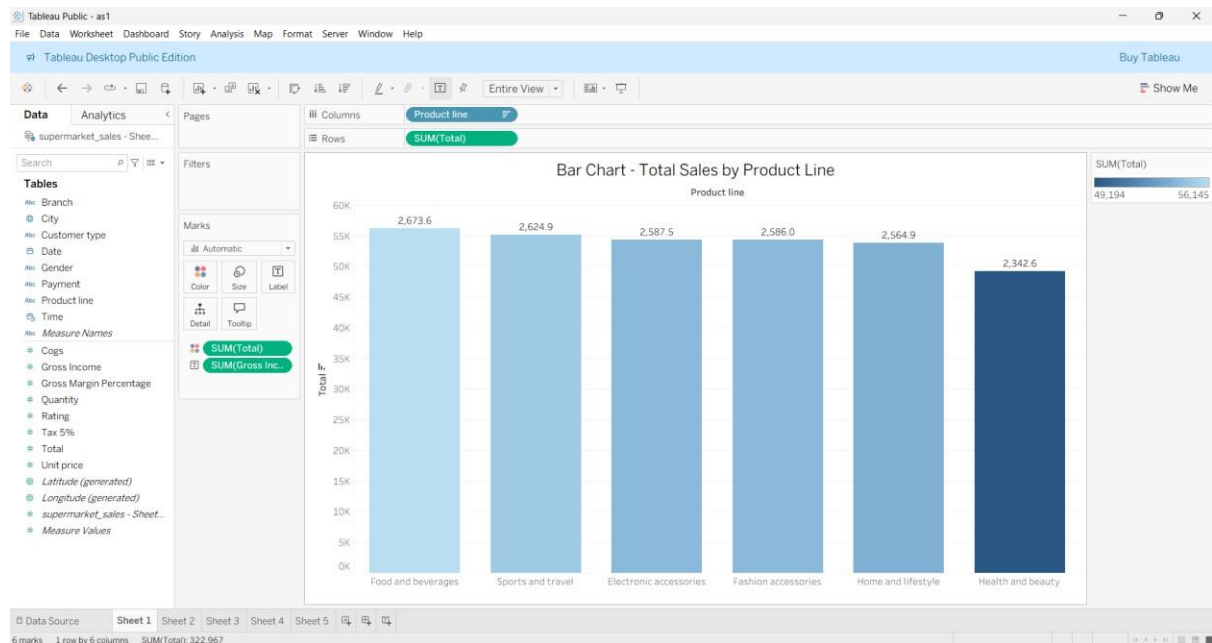 Tableau Public - as1
File Data Worksheet Dashboard Story Analysis Map Format Server Window Help
Tableau Desktop Public Edition
Buy Tableau
Entire View
Show Me
Data
Analytics
supermarket_sales - Shee...
Search
Tables
Abc Branch
City
Abc Customer type
Date
Abc Gender
Abc Payment
Abc Product line
Time
Abc Measure Names
# Cogs
# Gross Income
# Gross Margin Percentage
# Quantity
# Rating
# Tax 5%
# Total
# Unit price
Latitude (generated)
Longitude (generated)
# supermarket_sales - Sheet...
# Measure Values
Pages
Filters
Marks
Automatic
Color Size Label
Detail Tooltip
SUM(Total)
SUM(Gross Inc..
Columns
Product line
Rows
SUM(Total)
Bar Chart - Total Sales by Product Line
Product line
Total
60K
55K
50K
45K
40K
35K
30K
25K
20K
15K
10K
5K
0K
2,673.6
2,624.9
2,587.5
2,586.0
2,564.9
2,342.6
Food and beverages
Sports and travel
Electronic accessories
Fashion accessories
Home and lifestyle
Health and beauty
SUM(Total)
49,194 56,145
Data Source Sheet 1 Sheet 2 Sheet 3 Sheet 4 Sheet 5
6 marks 1 row by 6 columns SUM(Total): 322,967